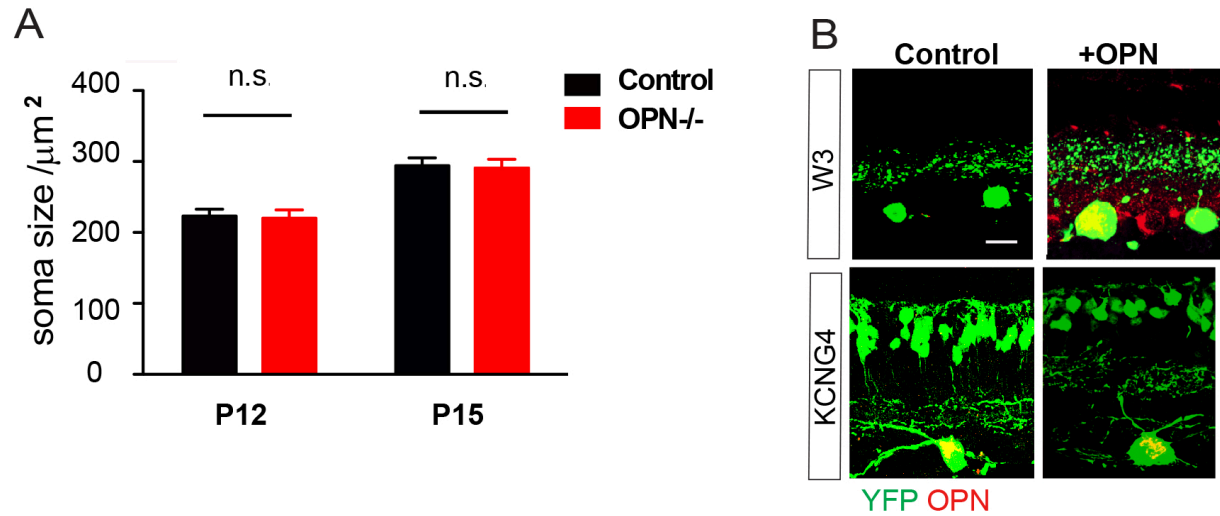 A
soma size /μm²
400
300
200
100
0
n.s.
n.s.
P12
P15
Control
OPN-/-
B
Control
+OPN
W3
KCNG4
YFP OPN